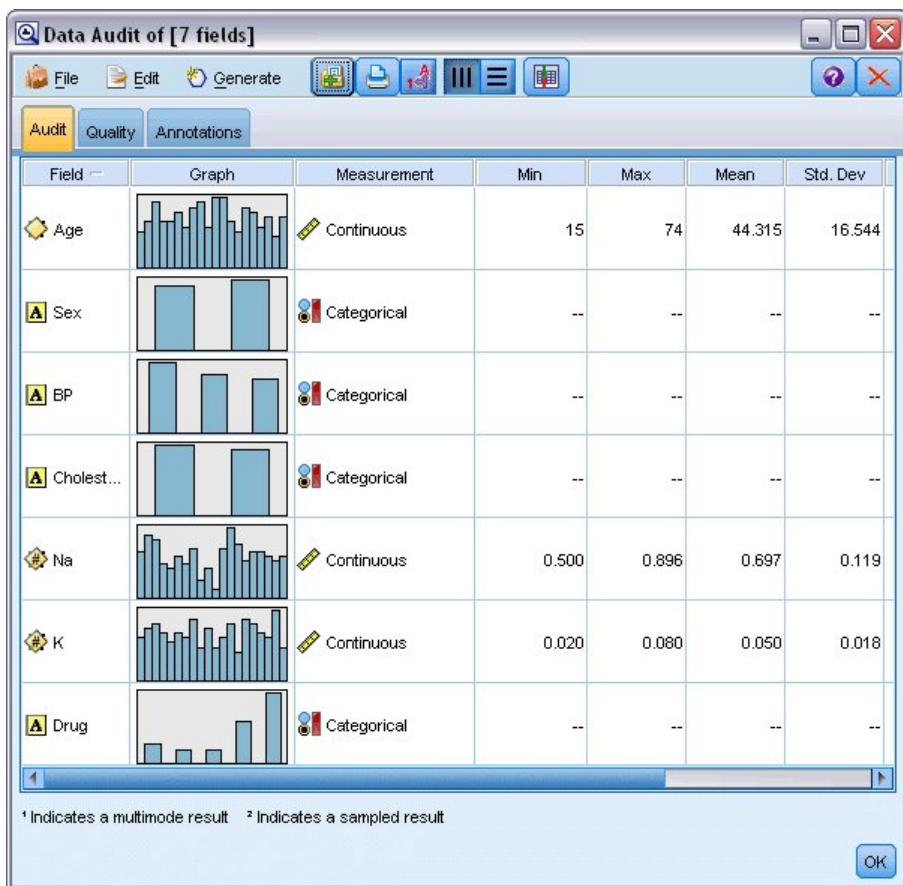 Data Audit of [7 fields]
File Edit Generate
Audit Quality Annotations
Field Graph Measurement Min Max Mean Std. Dev
Age Continuous 15 74 44.315 16.544
A Sex Categorical -- -- -- --
A BP Categorical -- -- -- --
A Cholest... Categorical -- -- -- --
# Na Continuous 0.500 0.896 0.697 0.119
# K Continuous 0.020 0.080 0.050 0.018
A Drug Categorical -- -- -- --
¹ Indicates a multimode result ² Indicates a sampled result
OK